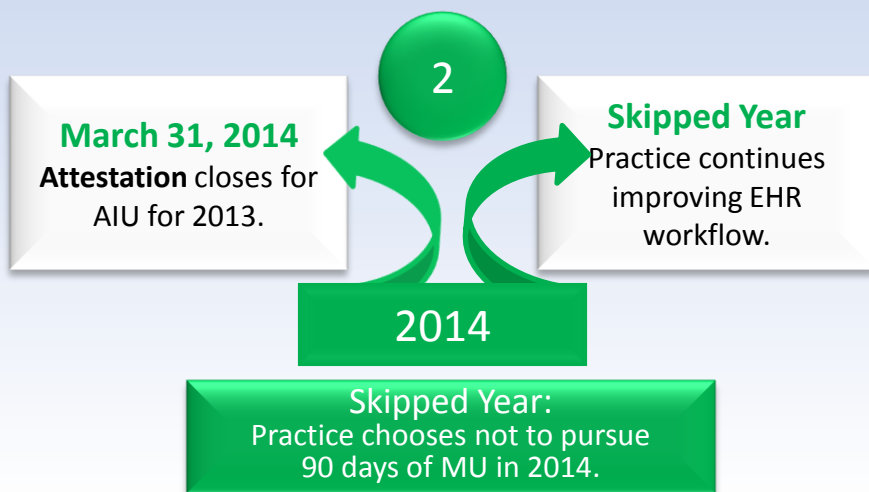 2
March 31, 2014
Attestation closes for
AIU for 2013.
Skipped Year
Practice continues
improving EHR
workflow.
2014
Skipped Year:
Practice chooses not to pursue
90 days of MU in 2014.